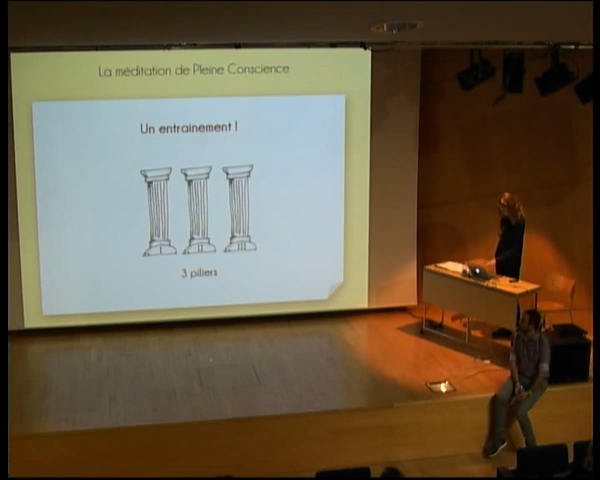 La méditation de Pleine Conscience
Un entrainement !
3 piliers